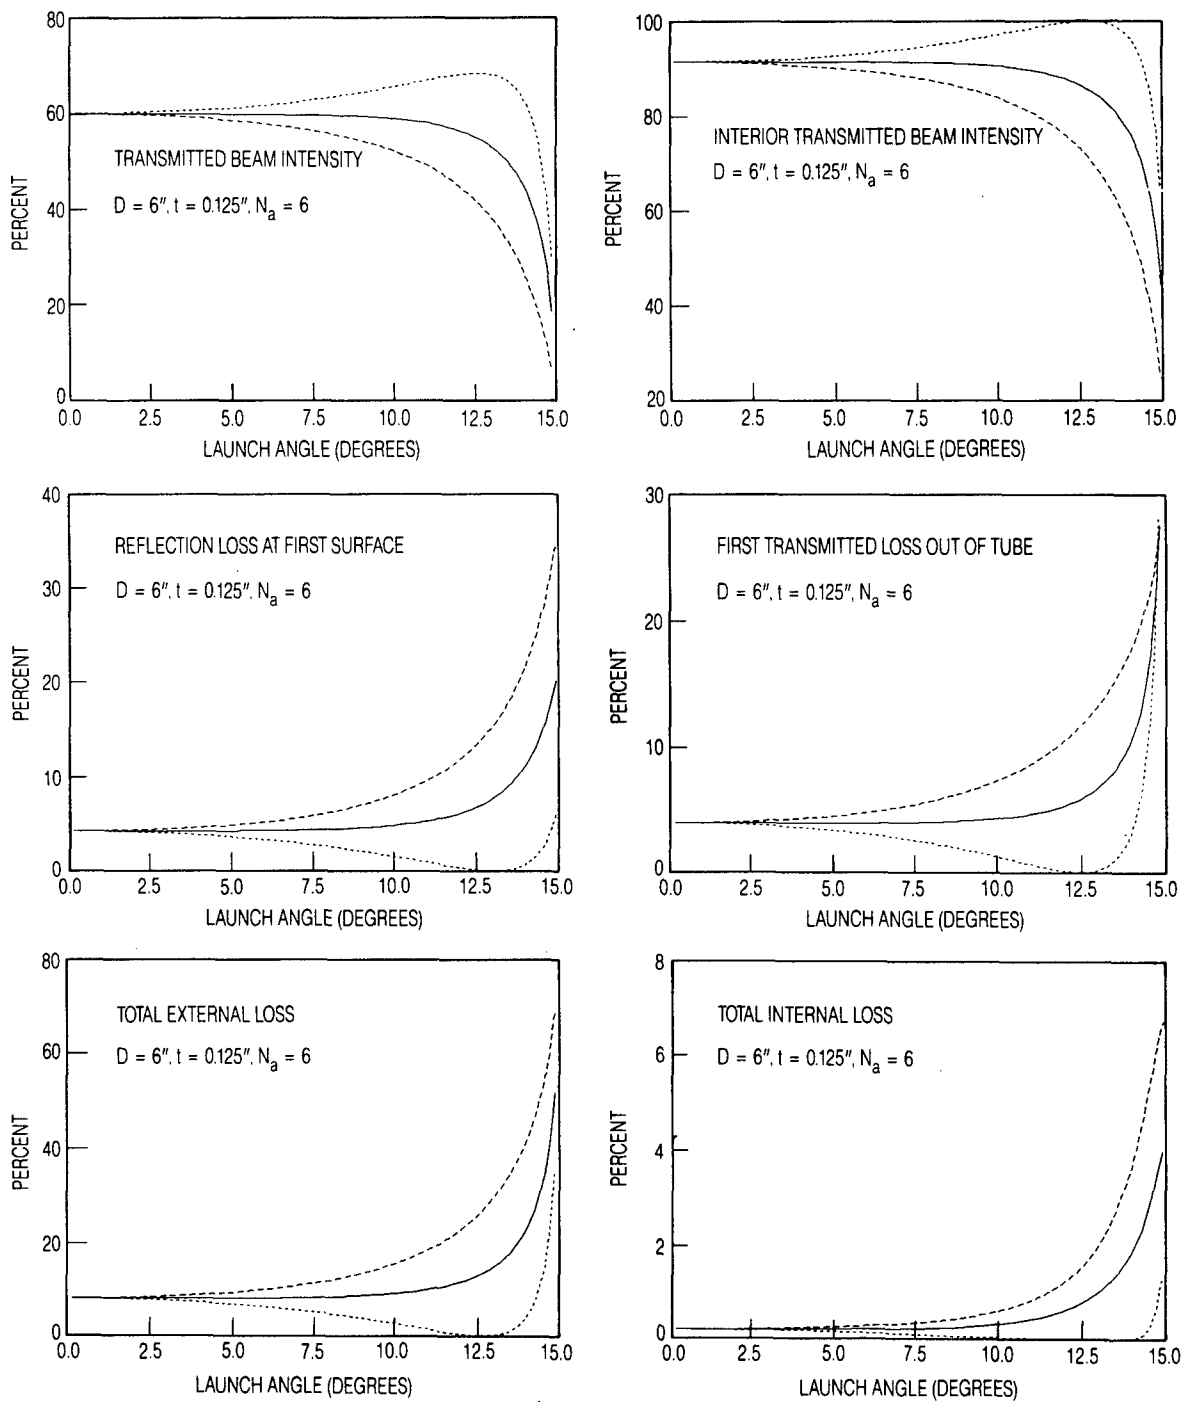 80
60
40
20
0
PERCENT
TRANSMITTED BEAM INTENSITY
D = 6", t = 0.125", Na = 6
0.0 2.5 5.0 7.5 10.0 12.5 15.0
LAUNCH ANGLE (DEGREES)
100
80
60
40
20
PERCENT
INTERIOR TRANSMITTED BEAM INTENSITY
D = 6", t = 0.125", Na = 6
0.0 2.5 5.0 7.5 10.0 12.5 15.0
LAUNCH ANGLE (DEGREES)
40
30
20
10
0
PERCENT
REFLECTION LOSS AT FIRST SURFACE
D = 6", t = 0.125", Na = 6
0.0 2.5 5.0 7.5 10.0 12.5 15.0
LAUNCH ANGLE (DEGREES)
30
20
10
0
PERCENT
FIRST TRANSMITTED LOSS OUT OF TUBE
D = 6", t = 0.125", Na = 6
0.0 2.5 5.0 7.5 10.0 12.5 15.0
LAUNCH ANGLE (DEGREES)
80
60
40
20
0
PERCENT
TOTAL EXTERNAL LOSS
D = 6", t = 0.125", Na = 6
0.0 2.5 5.0 7.5 10.0 12.5 15.0
LAUNCH ANGLE (DEGREES)
8
6
4
2
0
PERCENT
TOTAL INTERNAL LOSS
D = 6", t = 0.125", Na = 6
0.0 2.5 5.0 7.5 10.0 12.5 15.0
LAUNCH ANGLE (DEGREES)